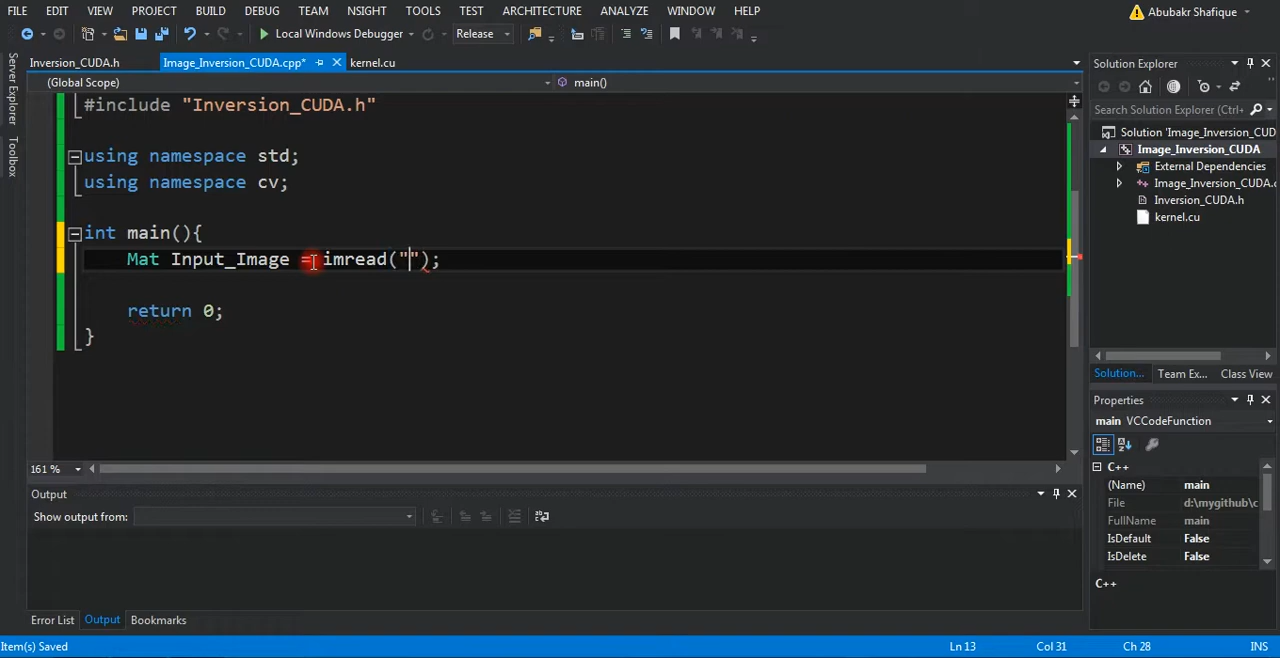 FILE EDIT VIEW PROJECT BUILD DEBUG TEAM NSIGHT TOOLS TEST ARCHITECTURE ANALYZE WINDOW HELP Abubakr Shafique
Local Windows Debugger Release
Server Explorer
Toolbox
Inversion_CUDA.h Image_Inversion_CUDA.cpp* kernel.cu
(Global Scope) main()
#include "Inversion_CUDA.h"
using namespace std;
using namespace cv;
int main(){
Mat Input_Image = imread("");
return 0;
}
161 %
Output
Show output from:
Error List Output Bookmarks
Solution Explorer
Search Solution Explorer (Ctrl+
Solution 'Image_Inversion_CUDA
Image_Inversion_CUDA
External Dependencies
Image_Inversion_CUDA.c
Inversion_CUDA.h
kernel.cu
Solution... Team Ex... Class View
Properties
main VCCodeFunction
C++
(Name) main
File d:\mygithub\c
FullName main
IsDefault False
IsDelete False
C++
Item(s) Saved Ln 13 Col 31 Ch 28 INS